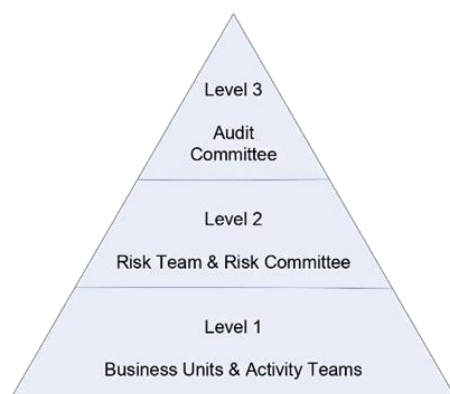 Level 3
Audit
Committee
Level 2
Risk Team & Risk Committee
Level 1
Business Units & Activity Teams